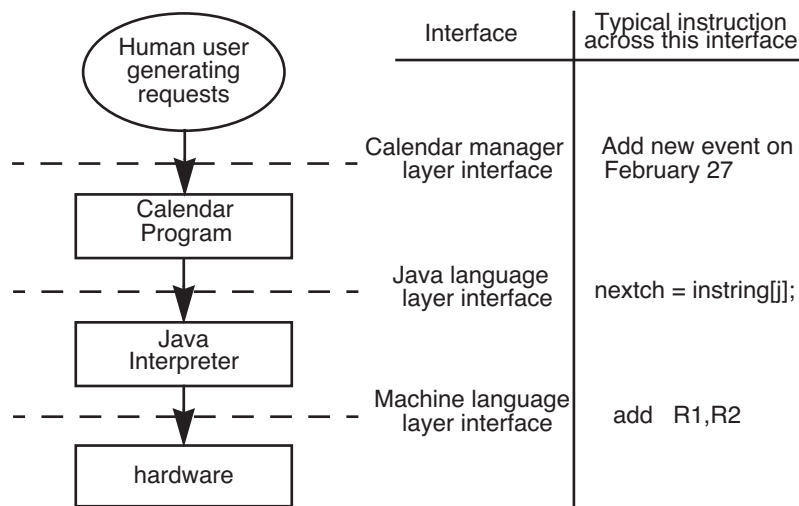 Human user
generating
requests
Interface
Typical instruction
across this interface
Calendar manager
layer interface
Add new event on
February 27
Calendar
Program
Java language
layer interface
nextch = instring[j];
Java
Interpreter
Machine language
layer interface
add R1,R2
hardware